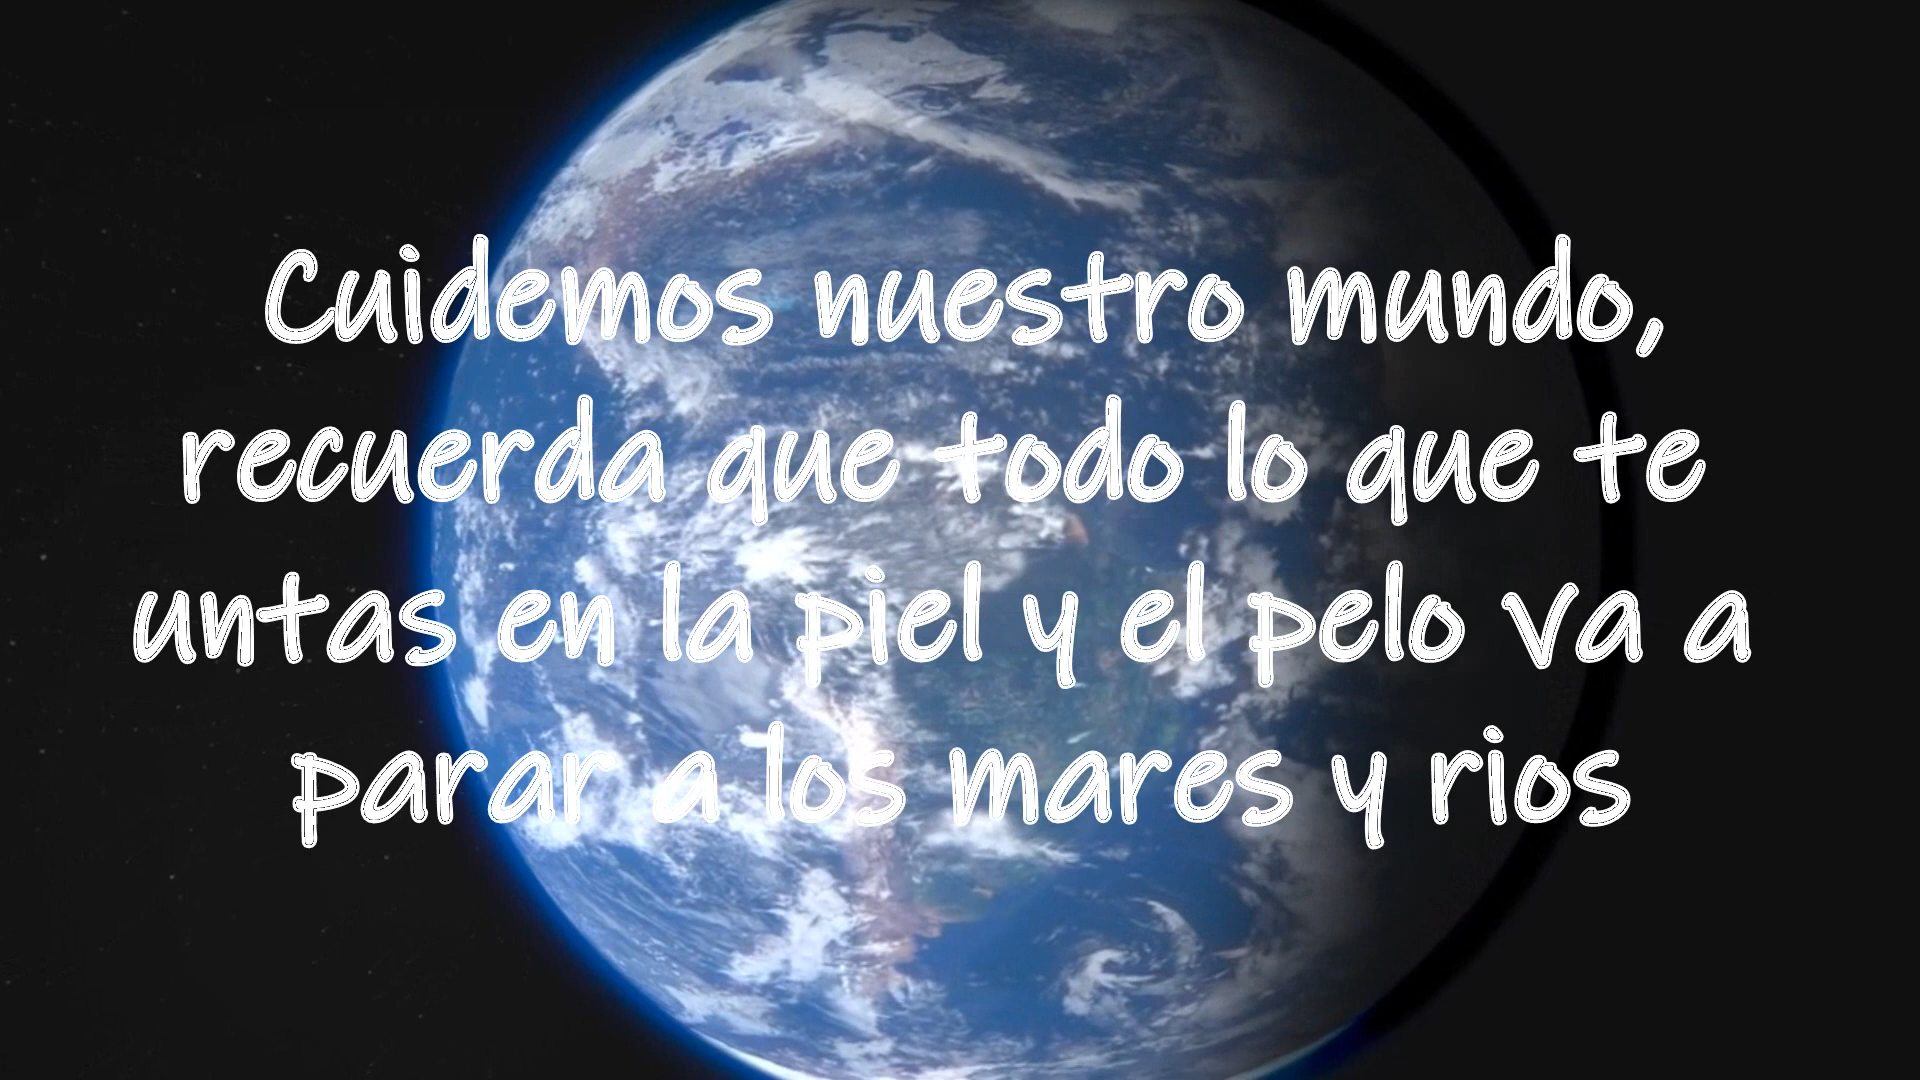 Cuidemos nuestro mundo,
recuerda que todo lo que te
untas en la piel y el pelo va a
parar a los mares y rios